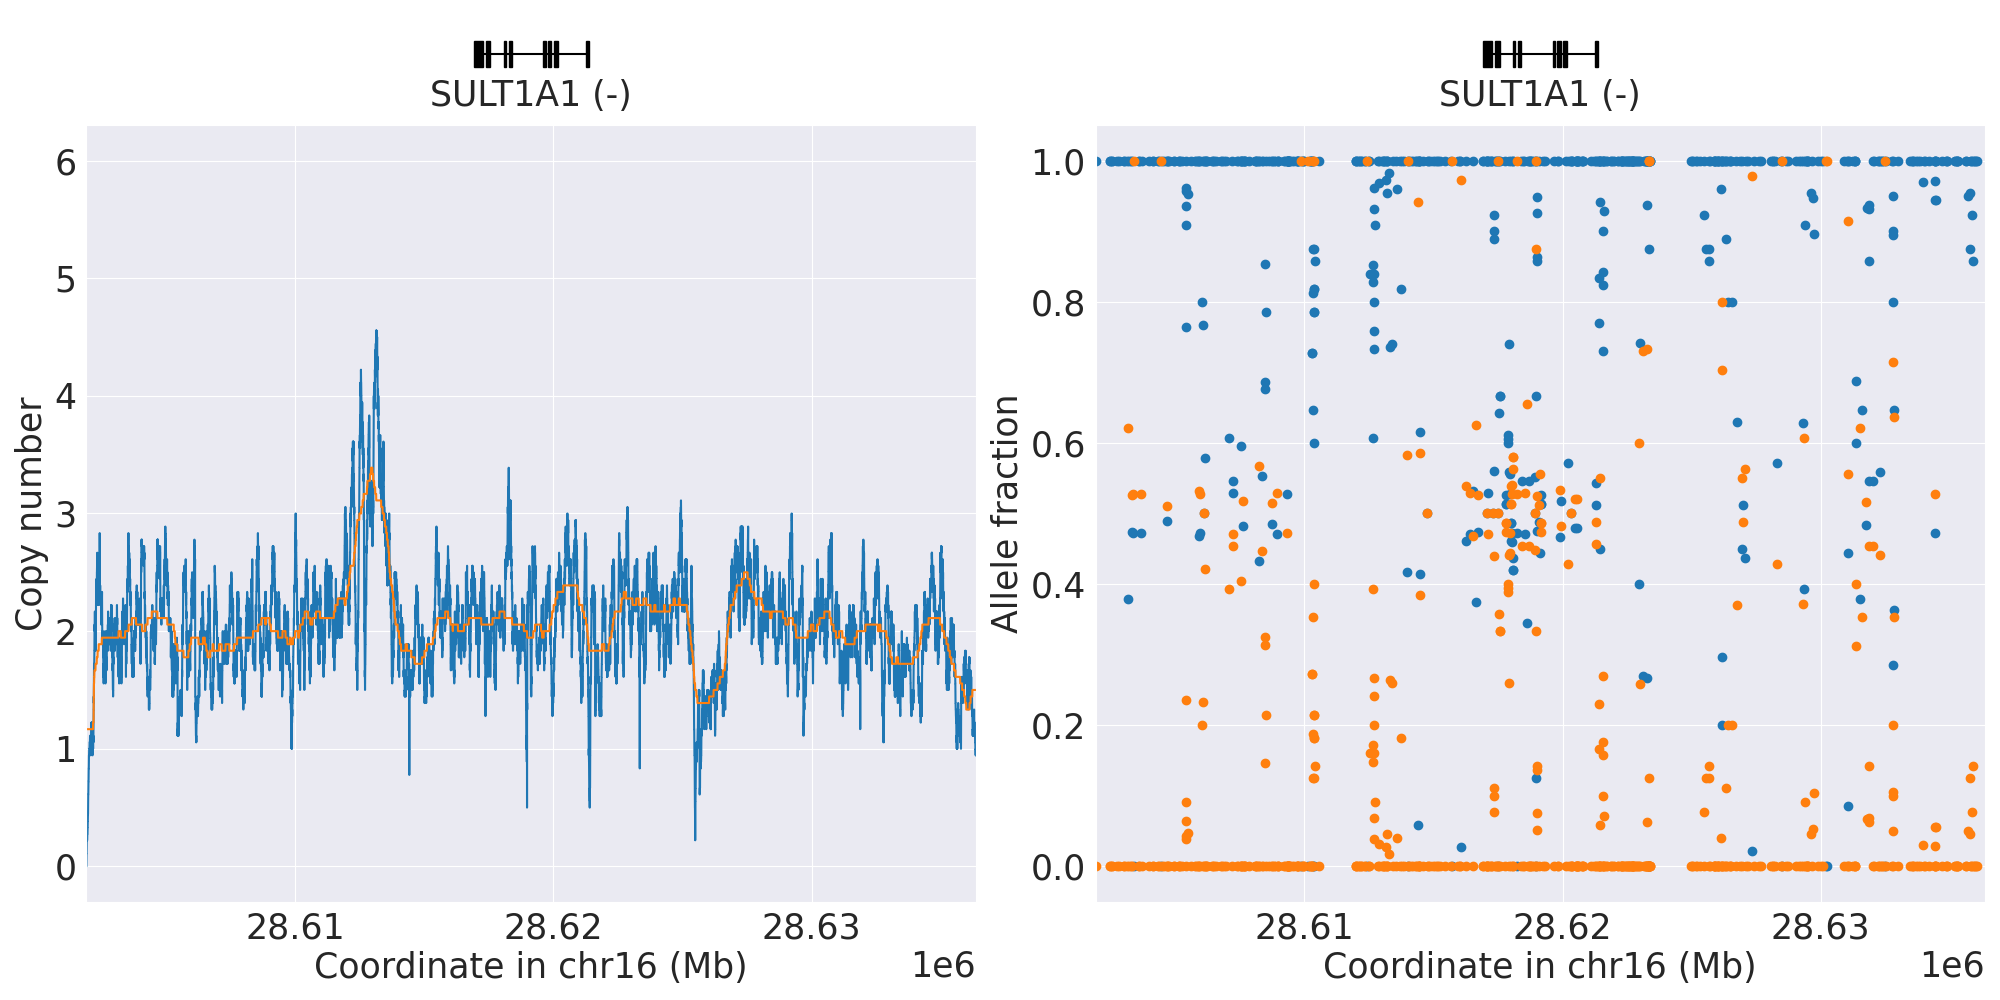 SULT1A1 (-)
6
5
4
3
2
1
0
Copy number
28.61
28.62
28.63
Coordinate in chr16 (Mb)
1e6
SULT1A1 (-)
1.0
0.8
0.6
0.4
0.2
0.0
Allele fraction
28.61
28.62
28.63
Coordinate in chr16 (Mb)
1e6